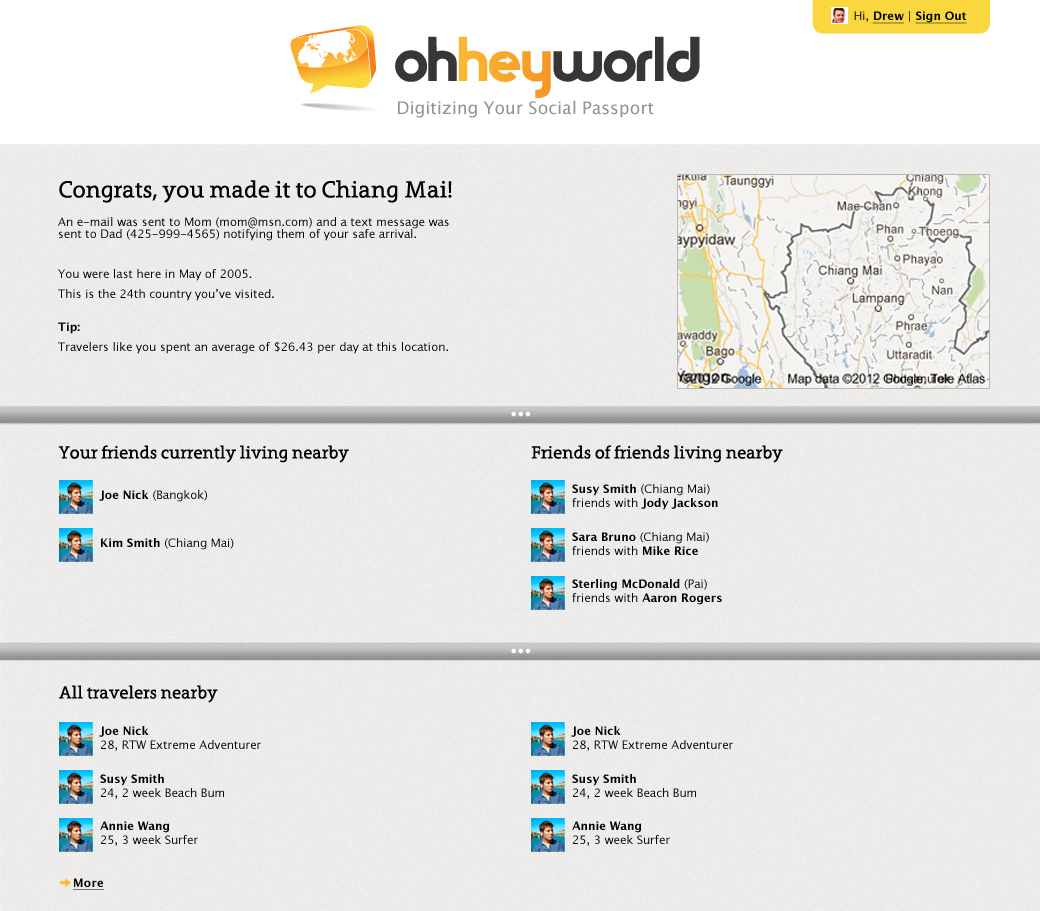 Hi, Drew | Sign Out
ohheyworld
Digitizing Your Social Passport
Congrats, you made it to Chiang Mai!
An e-mail was sent to Mom (mom@msn.com) and a text message was
sent to Dad (425-999-4565) notifying them of your safe arrival.
You were last here in May of 2005.
This is the 24th country you've visited.
Tip:
Travelers like you spent an average of $26.43 per day at this location.
Taunggyi
Chiang
Khong
Mae-Chan
Phan
Thoeng
Phayao
Chiang Mai
Nan
Lampang
Phrae
Bago
Uttaradit
Map data ©2012 Google
Tele Atlas
Your friends currently living nearby
Joe Nick (Bangkok)
Kim Smith (Chiang Mai)
Friends of friends living nearby
Susy Smith (Chiang Mai)
friends with Jody Jackson
Sara Bruno (Chiang Mai)
friends with Mike Rice
Sterling McDonald (Pai)
friends with Aaron Rogers
All travelers nearby
Joe Nick
28, RTW Extreme Adventurer
Susy Smith
24, 2 week Beach Bum
Annie Wang
25, 3 week Surfer
Joe Nick
28, RTW Extreme Adventurer
Susy Smith
24, 2 week Beach Bum
Annie Wang
25, 3 week Surfer
More